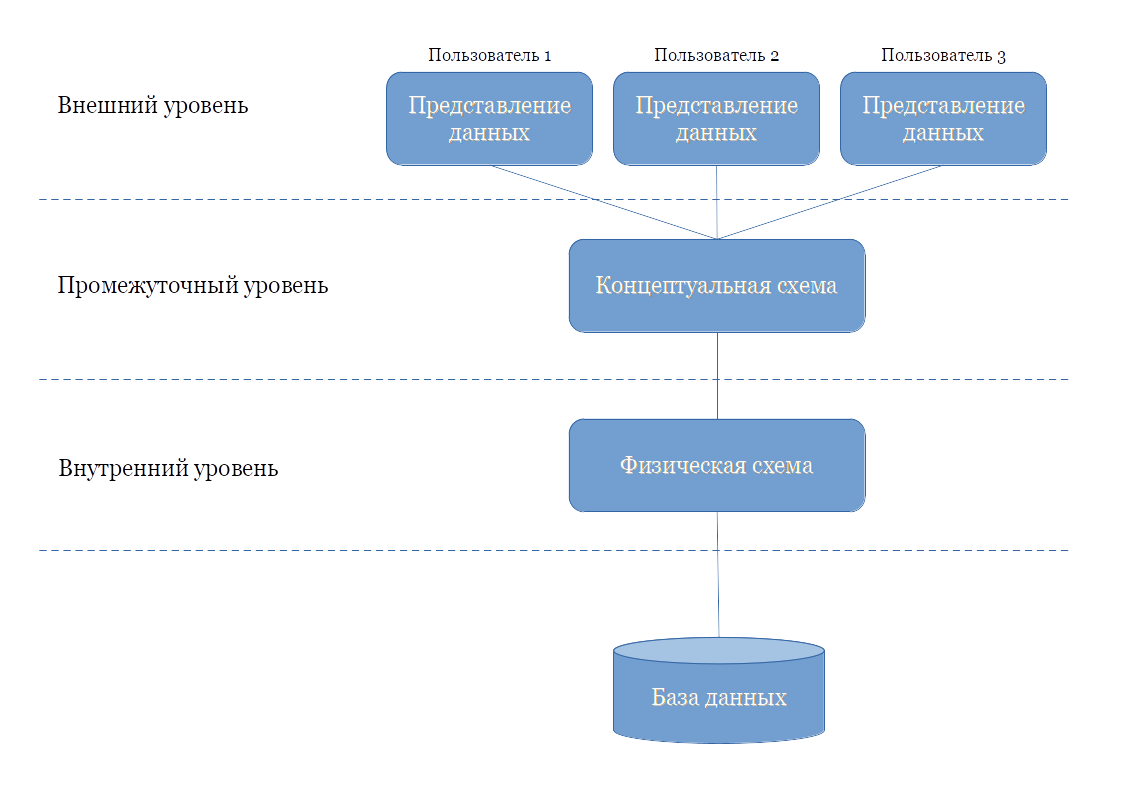 Пользователь 1
Пользователь 2
Пользователь 3
Внешний уровень
Представление
данных
Представление
данных
Представление
данных
Промежуточный уровень
Концептуальная схема
Внутренний уровень
Физическая схема
База данных